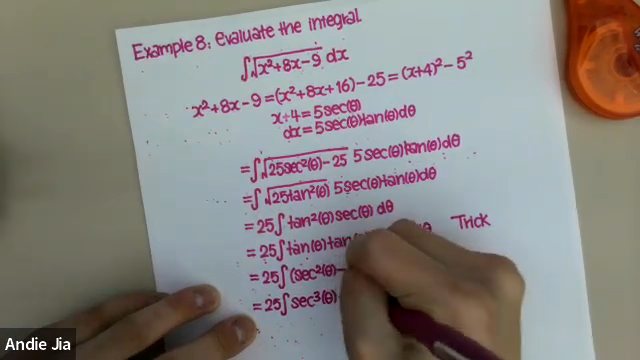 Example 8: Evaluate the integral.
∫√(x²+8x-9) dx
x²+8x-9 = (x²+8x+16)-25 = (x+4)²-5²
x+4 = 5sec(θ)
dx = 5sec(θ)tan(θ)dθ
= ∫√(25sec²(θ)-25) 5sec(θ)tan(θ)dθ
= ∫√(25tan²(θ)) 5sec(θ)tan(θ)dθ
= 25∫ tan²(θ)sec(θ) dθ
= 25∫ tan(θ)tan Trick
= 25∫ (sec²(θ)-
= 25∫ sec³(θ)
Andie Jia